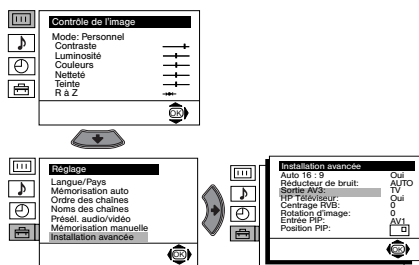 Contrôle de l'image
Mode: Personnel
Contraste
Luminosité
Couleurs
Netteté
Teinte
R à Z
OK
Réglage
Langue/Pays
Mémorisation auto
Ordre des chaînes
Noms des chaînes
Présél. audio/vidéo
Mémorisation manuelle
Installation avancée
OK
Installation avancée
Auto 16 : 9 Oui
Réducteur de bruit: AUTO
Sortie AV3: TV
HP Téléviseur: Oui
Centrage RVB: 0
Rotation d'image: 0
Entrée PIP: AV1
Position PIP:
OK